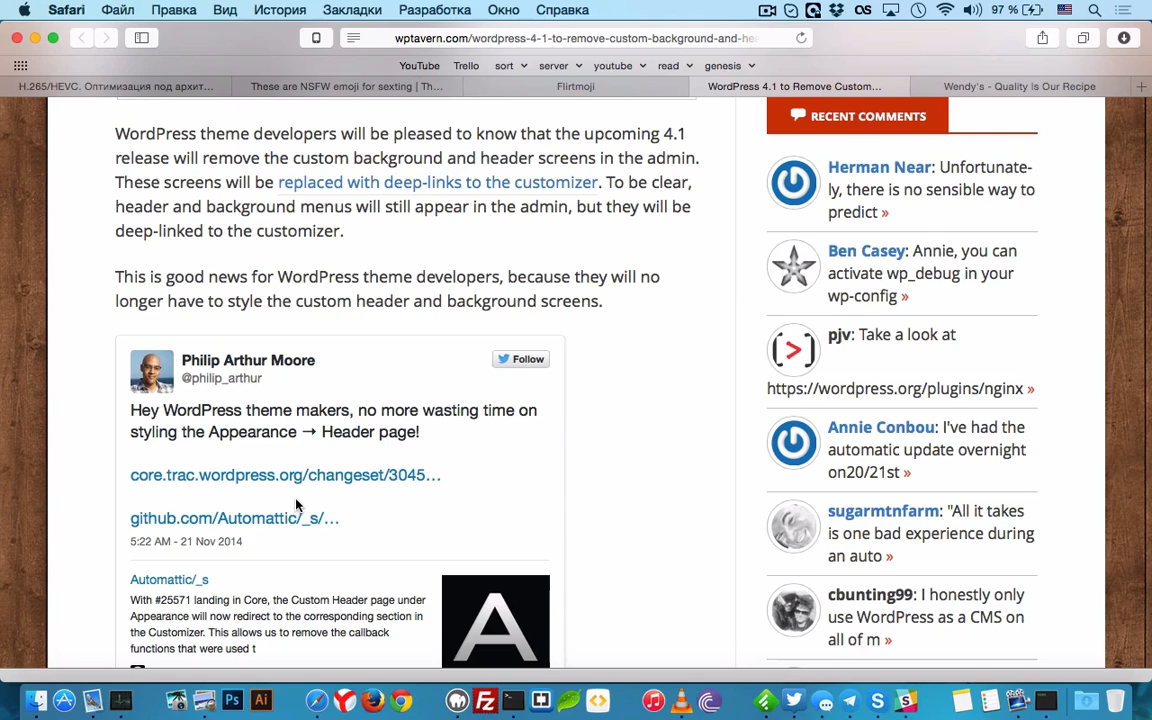 Safari Файл Правка Вид История Закладки Разработка Окно Справка 97 %
wptavern.com/wordpress-4-1-to-remove-custom-background-and-he
YouTube Trello sort server youtube read genesis
H.265/HEVC. Оптимизация подархит... These are NSFW emoji for sexting | Th... Flirtmoji WordPress 4.1 to Remove Custom... Wendy's - Quality Is Our Recipe
WordPress theme developers will be pleased to know that the upcoming 4.1
release will remove the custom background and header screens in the admin.
These screens will be replaced with deep-links to the customizer. To be clear,
header and background menus will still appear in the admin, but they will be
deep-linked to the customizer.
This is good news for WordPress theme developers, because they will no
longer have to style the custom header and background screens.
Philip Arthur Moore
@philip_arthur
Follow
Hey WordPress theme makers, no more wasting time on
styling the Appearance → Header page!
core.trac.wordpress.org/changeset/3045…
github.com/Automattic/_s/…
5:22 AM - 21 Nov 2014
Automattic/_s
With #25571 landing in Core, the Custom Header page under
Appearance will now redirect to the corresponding section in
the Customizer. This allows us to remove the callback
functions that were used t
A
RECENT COMMENTS
Herman Near: Unfortunate-
ly, there is no sensible way to
predict »
Ben Casey: Annie, you can
activate wp_debug in your
wp-config »
pjv: Take a look at
https://wordpress.org/plugins/nginx »
Annie Conbou: I've had the
automatic update overnight
on20/21st »
sugarmtnfarm: "All it takes
is one bad experience during
an auto »
cbunting99: I honestly only
use WordPress as a CMS on
all of m »
Ps Ai Fz